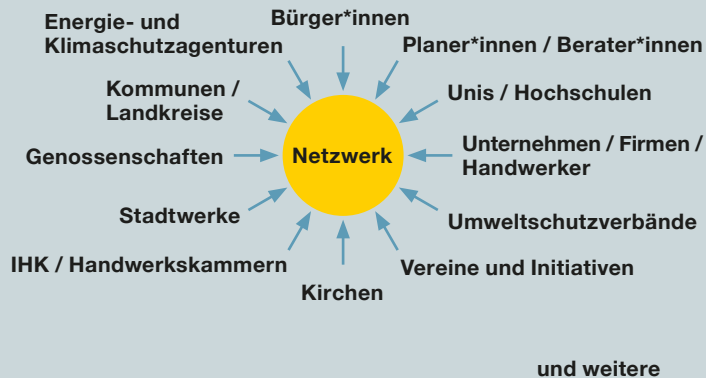 Bürger*innen
Energie- und
Klimaschutzagenturen
Planer*innen / Berater*innen
Kommunen /
Landkreise
Unis / Hochschulen
Genossenschaften
Netzwerk
Unternehmen / Firmen /
Handwerker
Stadtwerke
Umweltschutzverbände
IHK / Handwerkskammern
Vereine und Initiativen
Kirchen
und weitere